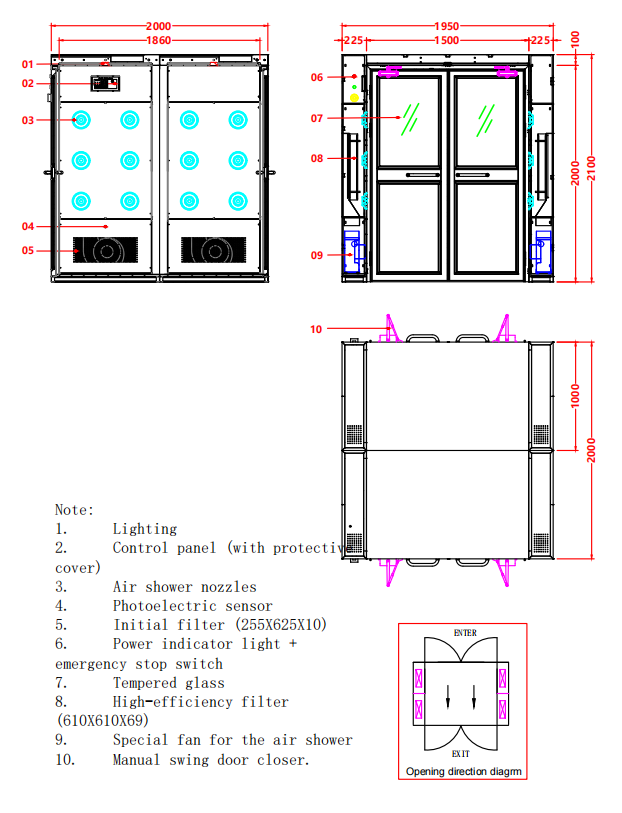 2000
1860
01
02
03
04
05
1950
225
1500
225
100
06
07
08
09
2000
2100
10
1000
2000
Note:
1. Lighting
2. Control panel (with protective
cover)
3. Air shower nozzles
4. Photoelectric sensor
5. Initial filter (255X625X10)
6. Power indicator light +
emergency stop switch
7. Tempered glass
8. High-efficiency filter
(610X610X69)
9. Special fan for the air shower
10. Manual swing door closer.
ENTER
EXIT
Opening direction diagrm